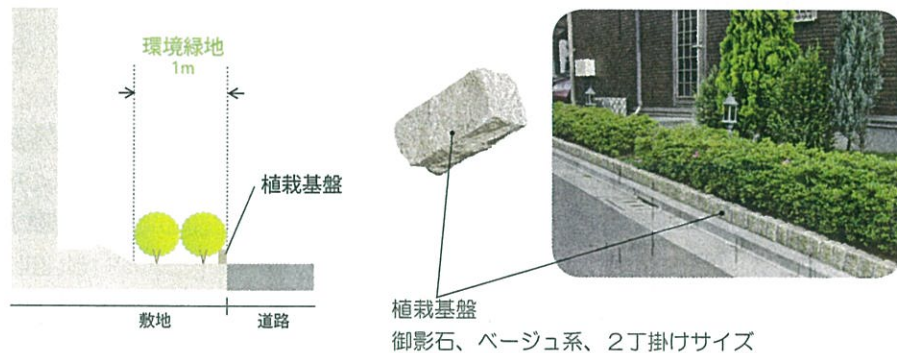 環境緑地
1m
植栽基盤
敷地
道路
植栽基盤
御影石、ベージュ系、２丁掛けサイズ